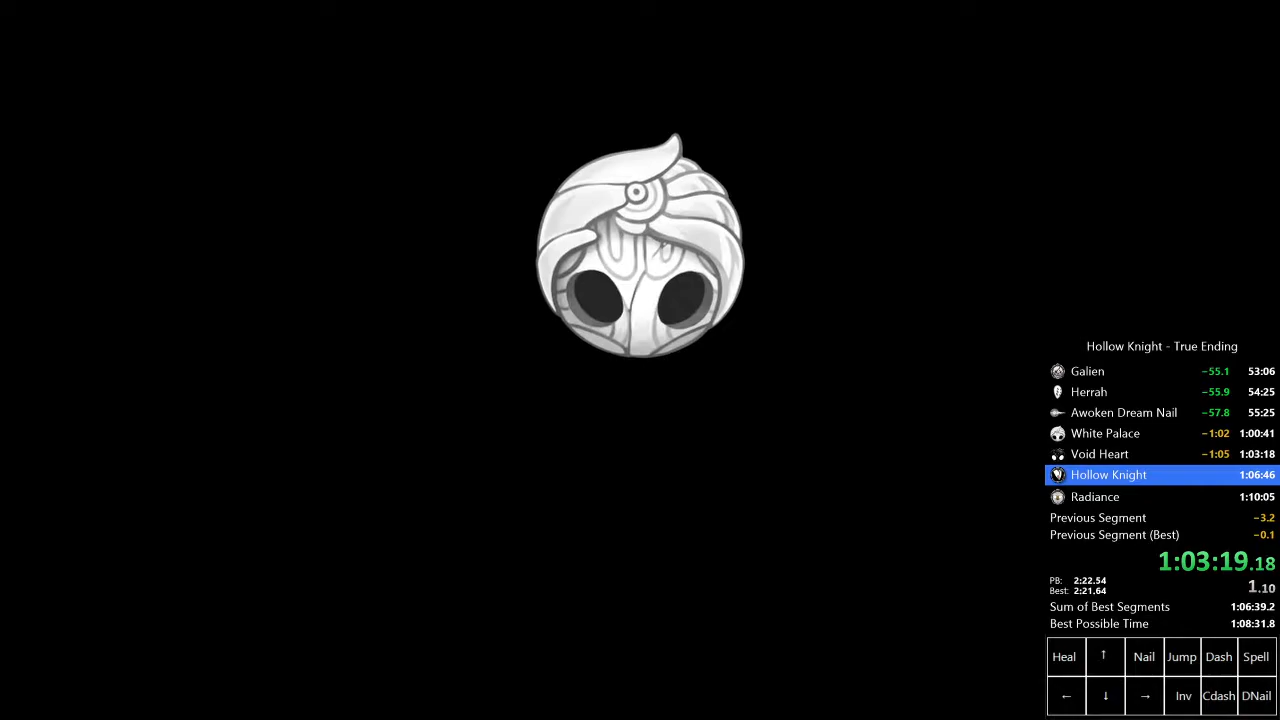 Hollow Knight - True Ending
Galien −55.1 53:06
Herrah −55.9 54:25
Awoken Dream Nail −57.8 55:25
White Palace −1:02 1:00:41
Void Heart −1:05 1:03:18
Hollow Knight 1:06:46
Radiance 1:10:05
Previous Segment −3.2
Previous Segment (Best) −0.1
1:03:19.18
PB: 2:22.54 1.10
Best: 2:21.64
Sum of Best Segments 1:06:39.2
Best Possible Time 1:08:31.8
Heal ↑ Nail Jump Dash Spell
← ↓ → Inv Cdash DNail